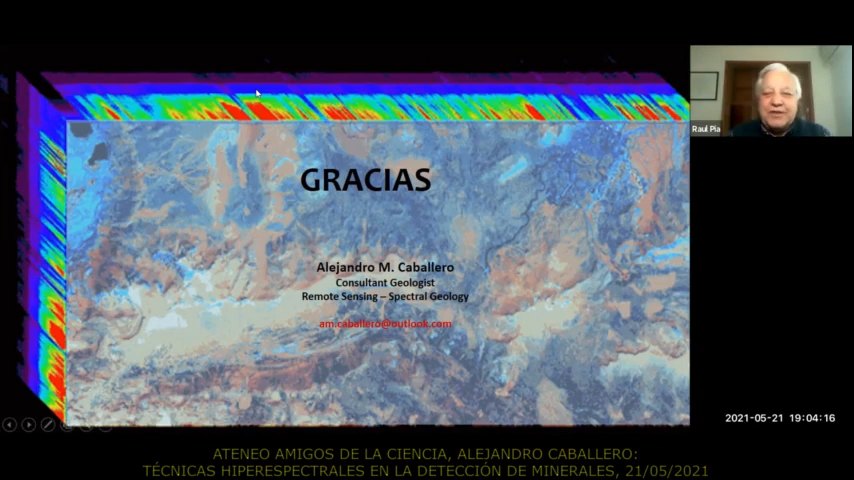 GRACIAS
Alejandro M. Caballero
Consultant Geologist
Remote Sensing – Spectral Geology
am.caballero@outlook.com
Raul Pla
2021-05-21 19:04:16
ATENEO AMIGOS DE LA CIENCIA, ALEJANDRO CABALLERO:
TÉCNICAS HIPERESPECTRALES EN LA DETECCIÓN DE MINERALES, 21/05/2021